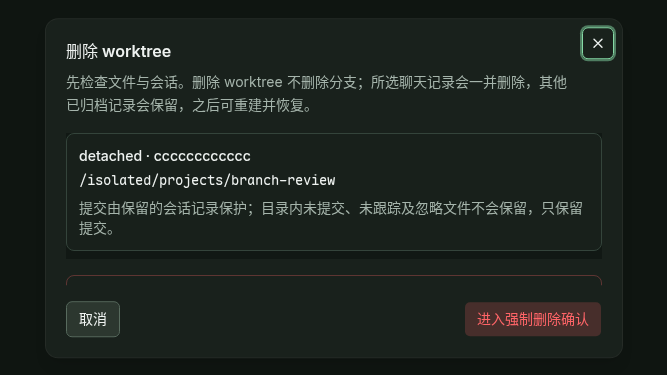 删除 worktree
先检查文件与会话。删除 worktree 不删除分支；所选聊天记录会一并删除，其他
已归档记录会保留，之后可重建并恢复。
detached · cccccccccccc
/isolated/projects/branch-review
提交由保留的会话记录保护；目录内未提交、未跟踪及忽略文件不会保留，只保留
提交。
取消
进入强制删除确认